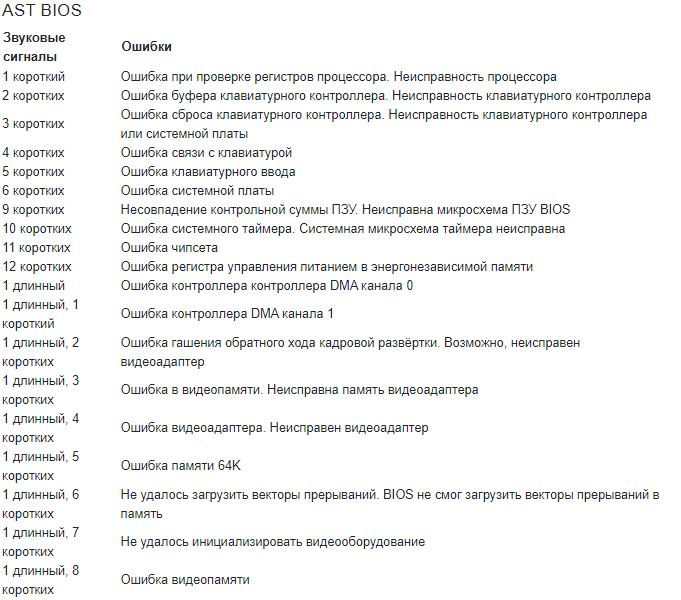 AST BIOS
Звуковые
сигналы
Ошибки
1 короткий
Ошибка при проверке регистров процессора. Неисправность процессора
2 коротких
Ошибка буфера клавиатурного контроллера. Неисправность клавиатурного контроллера
3 коротких
Ошибка сброса клавиатурного контроллера. Неисправность клавиатурного контроллера
или системной платы
4 коротких
Ошибка связи с клавиатурой
5 коротких
Ошибка клавиатурного ввода
6 коротких
Ошибка системной платы
9 коротких
Несовпадение контрольной суммы ПЗУ. Неисправна микросхема ПЗУ BIOS
10 коротких
Ошибка системного таймера. Системная микросхема таймера неисправна
11 коротких
Ошибка чипсета
12 коротких
Ошибка регистра управления питанием в энергонезависимой памяти
1 длинный
Ошибка контроллера контроллера DMA канала 0
1 длинный, 1
короткий
Ошибка контроллера DMA канала 1
1 длинный, 2
коротких
Ошибка гашения обратного хода кадровой развёртки. Возможно, неисправен
видеоадаптер
1 длинный, 3
коротких
Ошибка в видеопамяти. Неисправна память видеоадаптера
1 длинный, 4
коротких
Ошибка видеоадаптера. Неисправен видеоадаптер
1 длинный, 5
коротких
Ошибка памяти 64K
1 длинный, 6
коротких
Не удалось загрузить векторы прерываний. BIOS не смог загрузить векторы прерываний в
память
1 длинный, 7
коротких
Не удалось инициализировать видеооборудование
1 длинный, 8
коротких
Ошибка видеопамяти